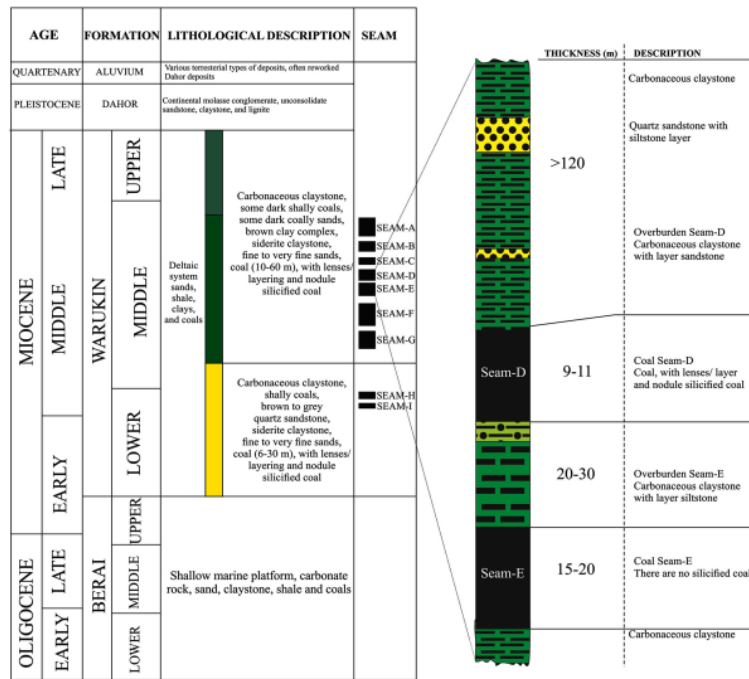 AGE FORMATION LITHOLOGICAL DESCRIPTION SEAM
QUARTENARY ALUVIUM Various terresterial types of deposits, often reworked
Dahor deposits
PLEISTOCENE DAHOR Continental molasse conglomerate, unconsolidate
sandstone, claystone, and lignite
MIOCENE
LATE
MIDDLE
EARLY
WARUKIN
UPPER
MIDDLE
LOWER
Deltaic
system
sands,
shale,
clays,
and coals
Carbonaceous claystone,
some dark shally coals,
some dark coally sands,
brown clay complex,
siderite claystone,
fine to very fine sands,
coal (10-60 m), with lenses/
layering and nodule
silicified coal
SEAM-A
SEAM-B
SEAM-C
SEAM-D
SEAM-E
SEAM-F
SEAM-G
Carbonaceous claystone,
shally coals,
brown to grey
quartz sandstone,
siderite claystone,
fine to very fine sands,
coal (6-30 m), with lenses/
layering and nodule
silicified coal
SEAM-H
SEAM-I
OLIGOCENE
LATE
EARLY
BERAI
UPPER
MIDDLE
LOWER
Shallow marine platform, carbonate
rock, sand, claystone, shale and coals
THICKNESS (m) DESCRIPTION
Carbonaceous claystone
Quartz sandstone with
siltstone layer
>120
Overburden Seam-D
Carbonaceous claystone
with layer sandstone
Seam-D
9-11
Coal Seam-D
Coal, with lenses/ layer
and nodule silicified coal
20-30
Overburden Seam-E
Carbonaceous claystone
with layer siltstone
Seam-E
15-20
Coal Seam-E
There are no silicified coal
Carbonaceous claystone